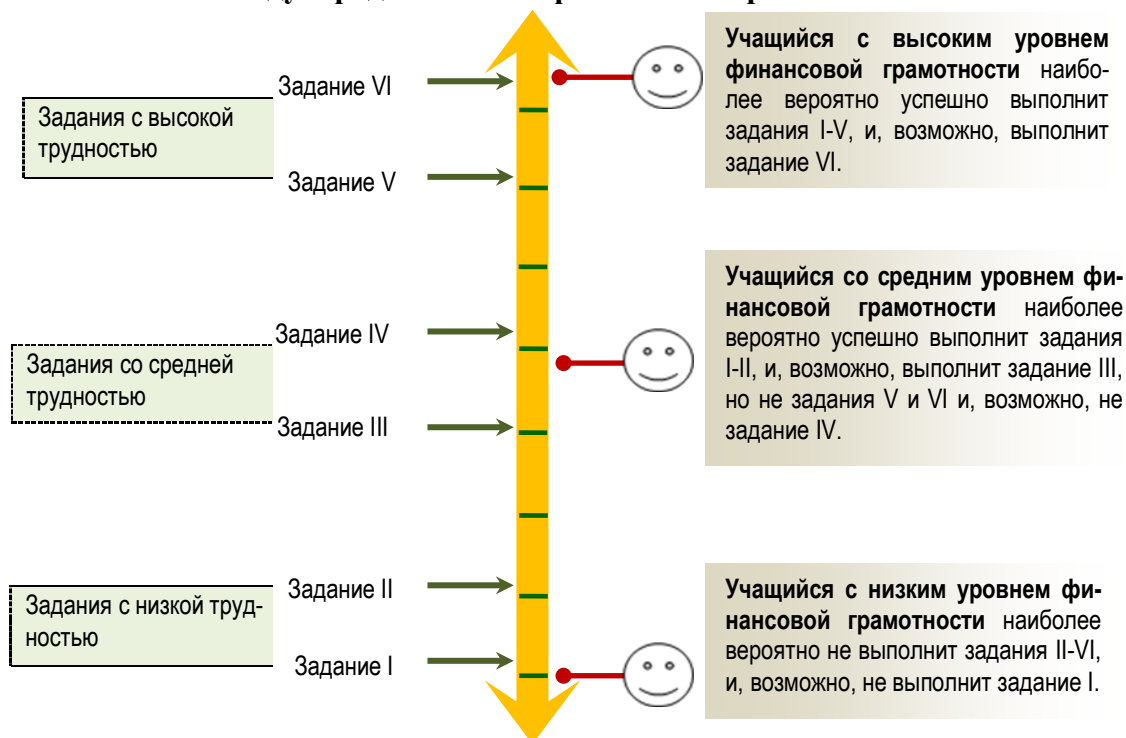 Учащийся с высоким уровнем
финансовой грамотности наибо-
лее вероятно успешно выполнит
задания I-V, и, возможно, выполнит
задание VI.
Задание VI
Задания с высокой
трудностью
Задание V
Учащийся со средним уровнем фи-
нансовой грамотности наиболее
вероятно успешно выполнит задания
I-II, и, возможно, выполнит задание III,
но не задания V и VI и, возможно, не
задание IV.
Задание IV
Задания со средней
трудностью
Задание III
Задание II
Задания с низкой труд-
ностью
Задание I
Учащийся с низким уровнем фи-
нансовой грамотности наиболее
вероятно не выполнит задания II-VI,
и, возможно, не выполнит задание I.